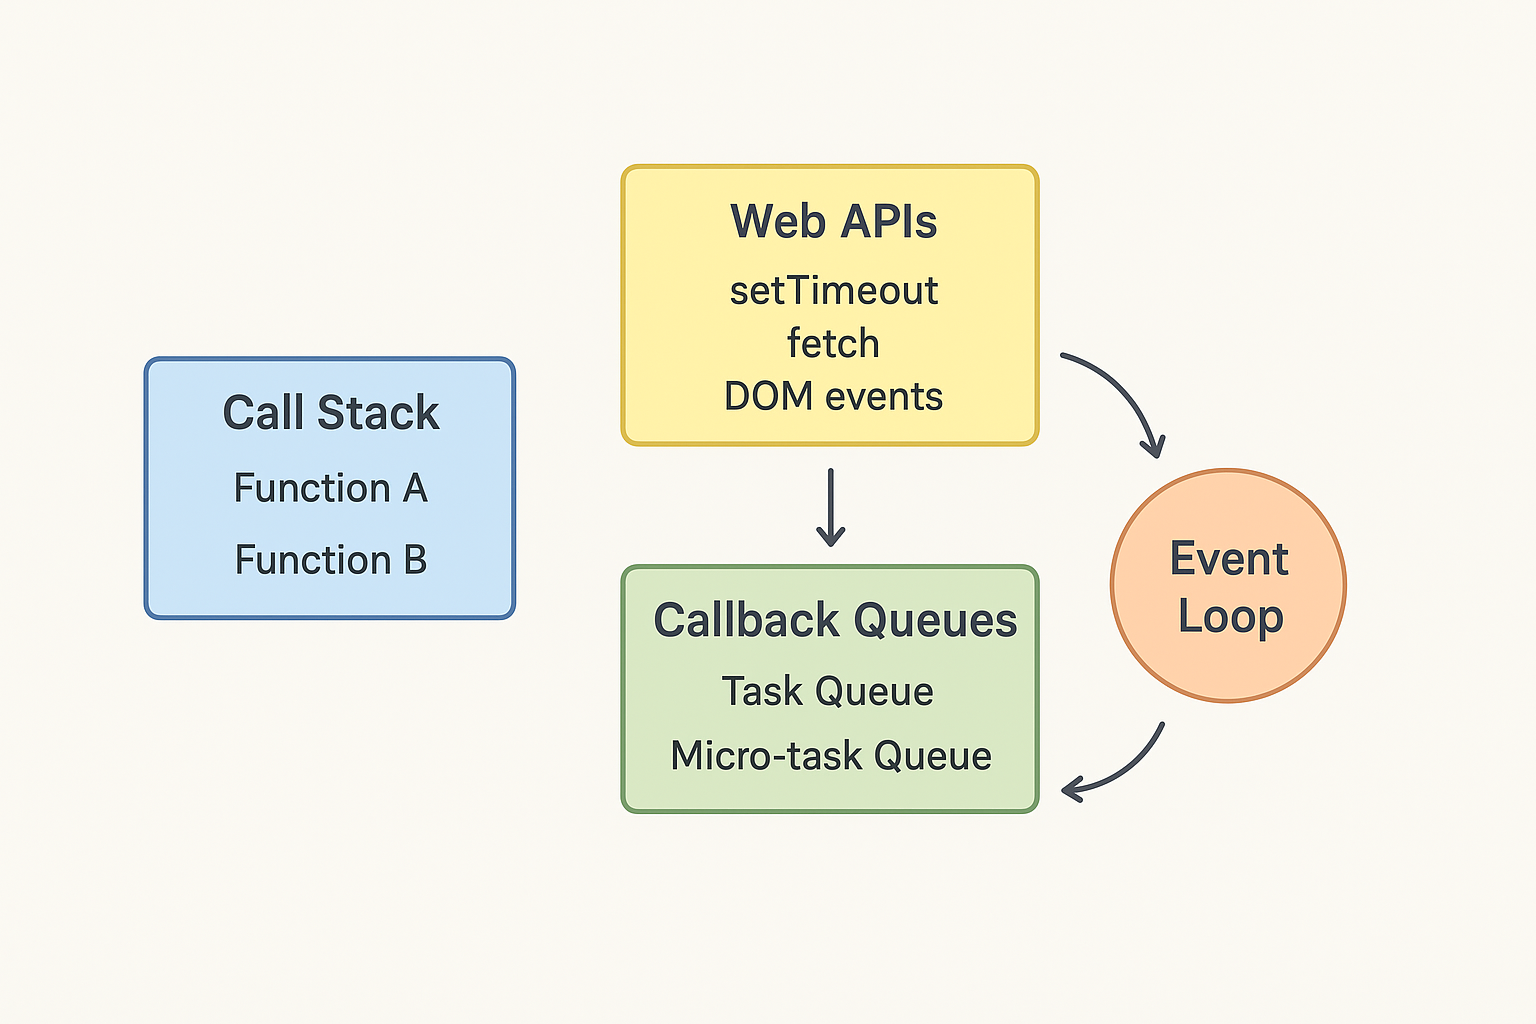 Call Stack
Function A
Function B
Web APIs
setTimeout
fetch
DOM events
Callback Queues
Task Queue
Micro-task Queue
Event
Loop